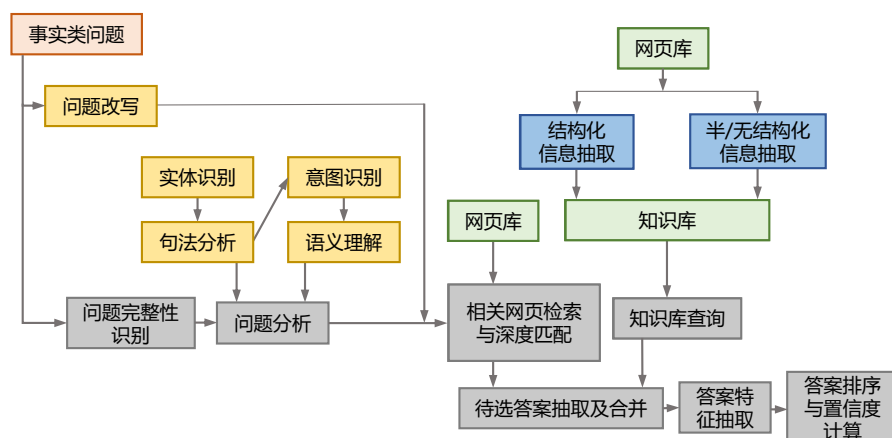 事实类问题
网页库
问题改写
结构化
信息抽取
半/无结构化
信息抽取
实体识别
意图识别
网页库
知识库
句法分析
语义理解
问题完整性
识别
问题分析
相关网页检索
与深度匹配
知识库查询
待选答案抽取及合并
答案特
征抽取
答案排序
与置信度
计算